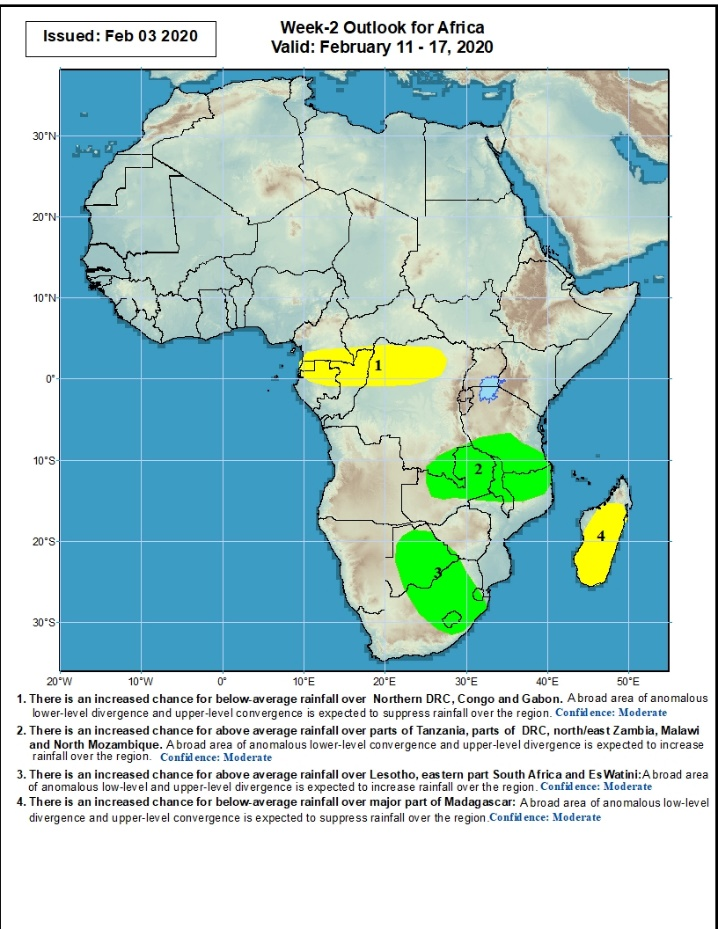 Issued: Feb 03 2020
Week-2 Outlook for Africa
Valid: February 11 - 17, 2020
30°N
20°N
10°N
0°
10°S
20°S
30°S
1
2
3
4
20°W
10°W
0°
10°E
20°E
30°E
40°E
50°E
1. There is an increased chance for below-average rainfall over Northern DRC, Congo and Gabon. A broad area of anomalous
lower-level divergence and upper-level convergence is expected to suppress rainfall over the region. Confidence: Moderate
2. There is an increased chance for above average rainfall over parts of Tanzania, parts of DRC, north/east Zambia, Malawi
and North Mozambique. A broad area of anomalous lower-level convergence and upper-level divergence is expected to increase
rainfall over the region. Confidence: Moderate
3. There is an increased chance for above average rainfall over Lesotho, eastern part South Africa and EsWatini:A broad area
of anomalous low-level and upper-level divergence is expected to increase rainfall over the region. Confidence: Moderate
4. There is an increased chance for below-average rainfall over major part of Madagascar: A broad area of anomalous low-level
divergence and upper-level convergence is expected to suppress rainfall over the region.Confidence: Moderate